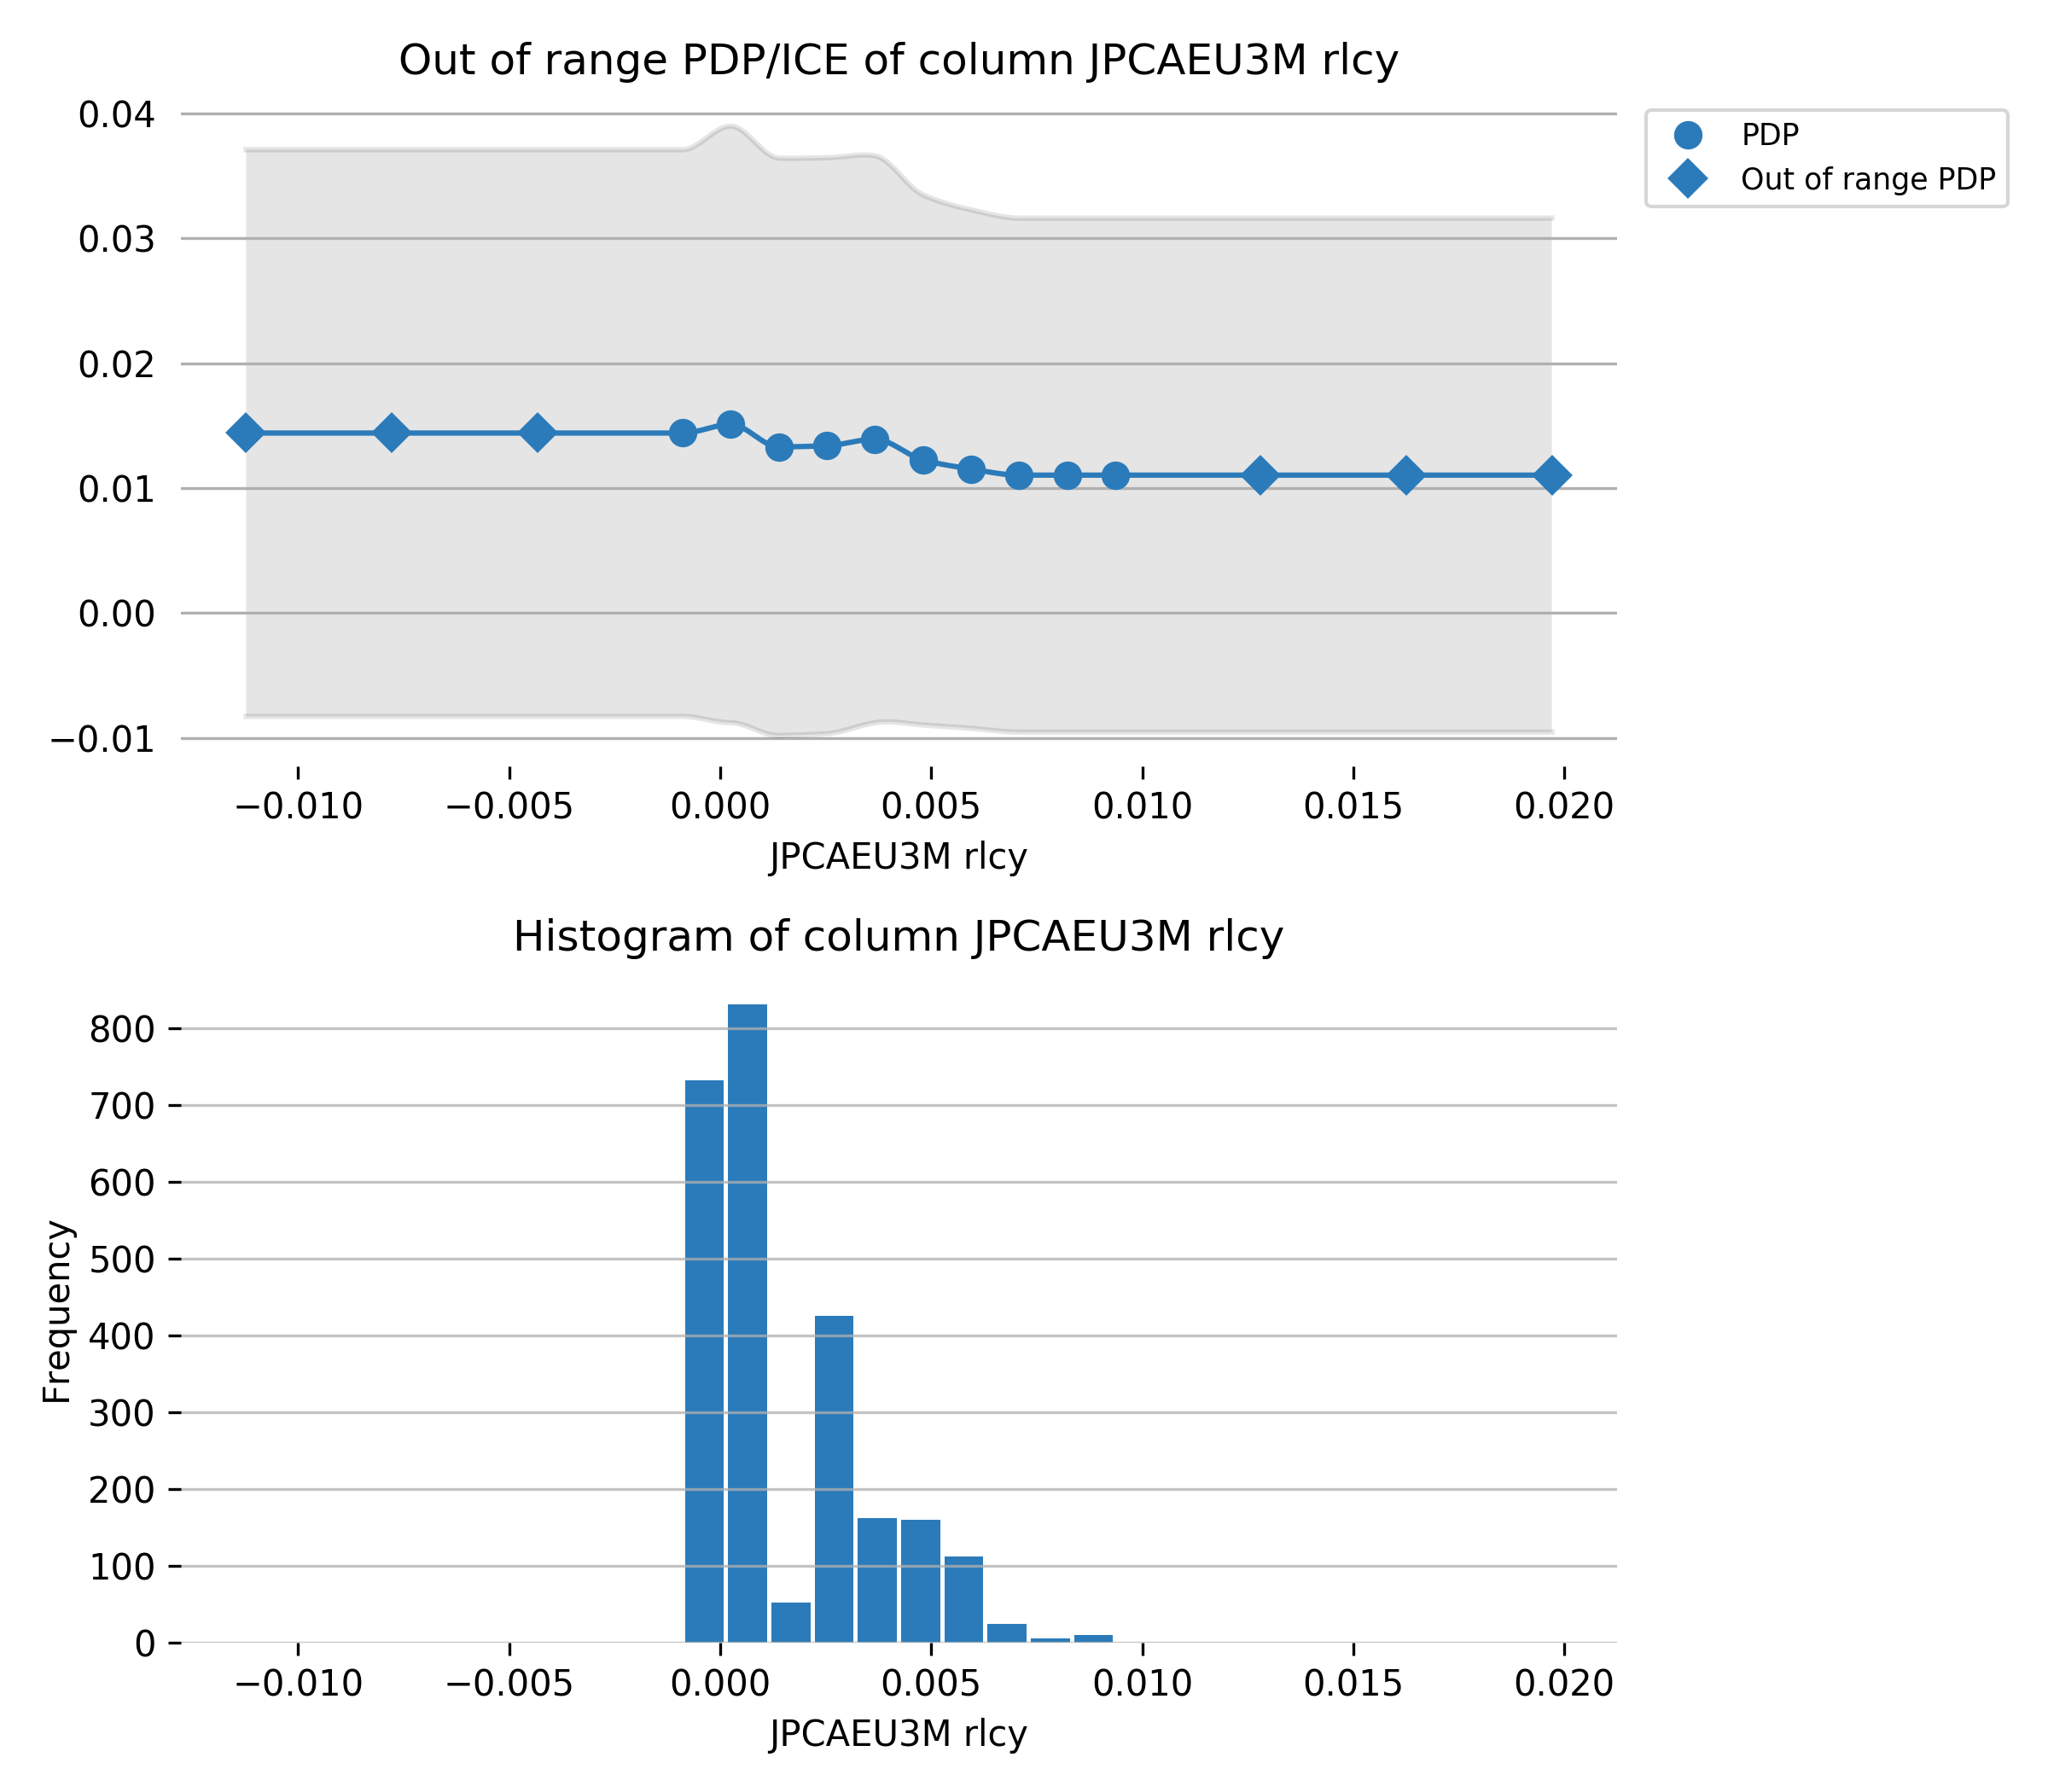 Out of range PDP/ICE of column JPCAEU3M rlcy
PDP
Out of range PDP
0.04
0.03
0.02
0.01
0.00
−0.01
−0.010 −0.005 0.000 0.005 0.010 0.015 0.020
JPCAEU3M rlcy
Histogram of column JPCAEU3M rlcy
Frequency
800
700
600
500
400
300
200
100
0
−0.010 −0.005 0.000 0.005 0.010 0.015 0.020
JPCAEU3M rlcy